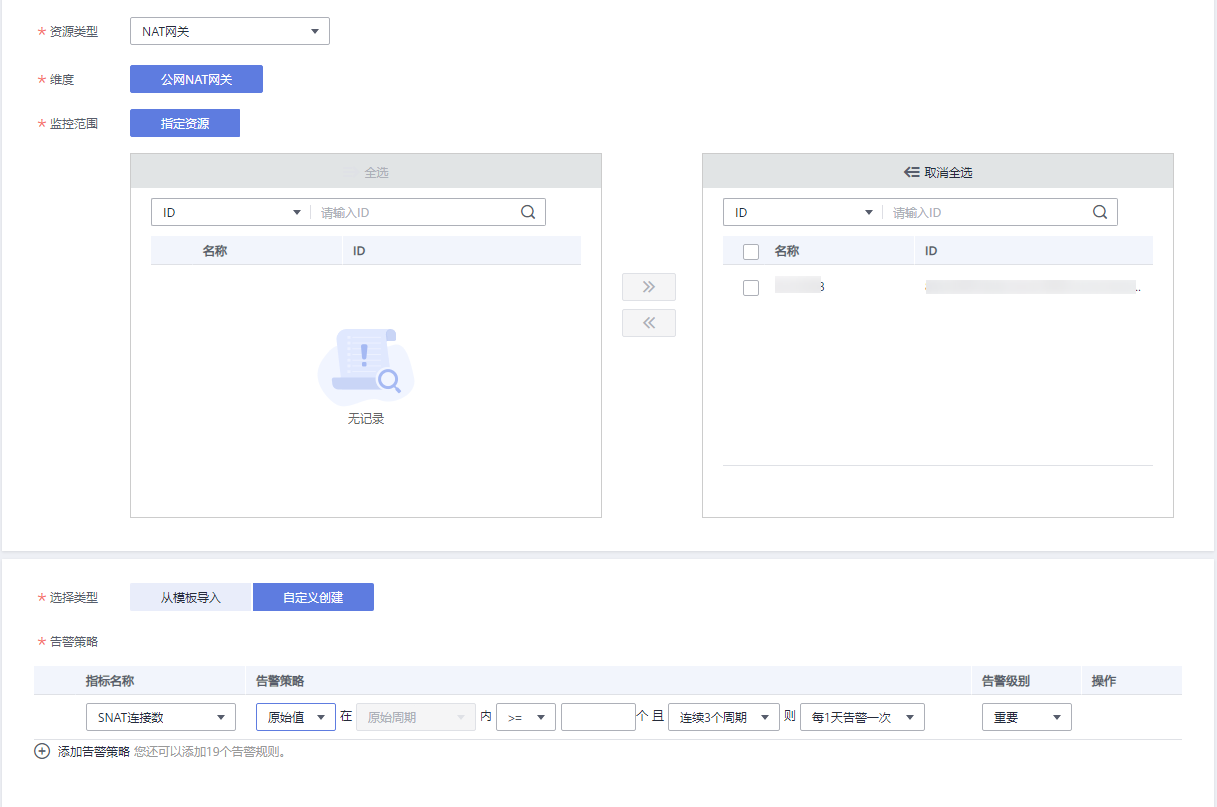 * 资源类型 NAT网关
* 维度 公网NAT网关
* 监控范围 指定资源
全选 取消全选
ID 请输入ID ID 请输入ID
名称 ID 名称 ID
3 ..
无记录
* 选择类型 从模板导入 自定义创建
* 告警策略
指标名称 告警策略 告警级别 操作
SNAT连接数 原始值 在 原始周期 内 >= 个 且 连续3个周期 则 每1天告警一次 重要
添加告警策略 您还可以添加19个告警规则。